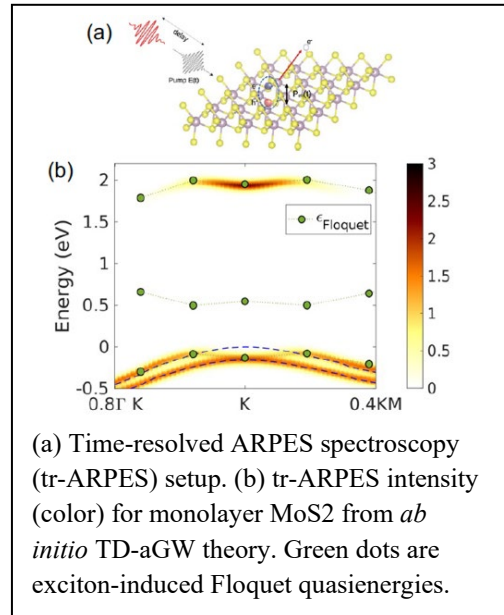 (a)
delay
Pump E(t)
e-
(b)
Energy (eV)
2
1.5
1
0.5
0
-0.5
ϵFloquet
3
2.5
2
1.5
1
0.5
0
0.8Γ K
K
0.4KM
(a) Time-resolved ARPES spectroscopy
(tr-ARPES) setup. (b) tr-ARPES intensity
(color) for monolayer MoS2 from ab
initio TD-aGW theory. Green dots are
exciton-induced Floquet quasienergies.